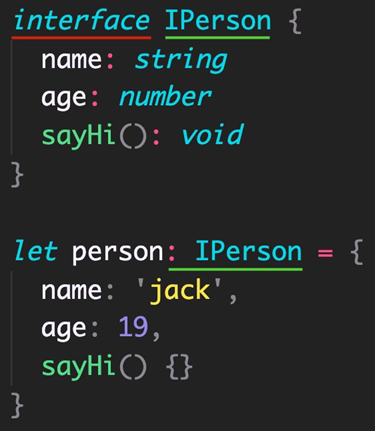 interface IPerson {
name: string
age: number
sayHi(): void
}
let person: IPerson = {
name: 'jack',
age: 19,
sayHi() {}
}